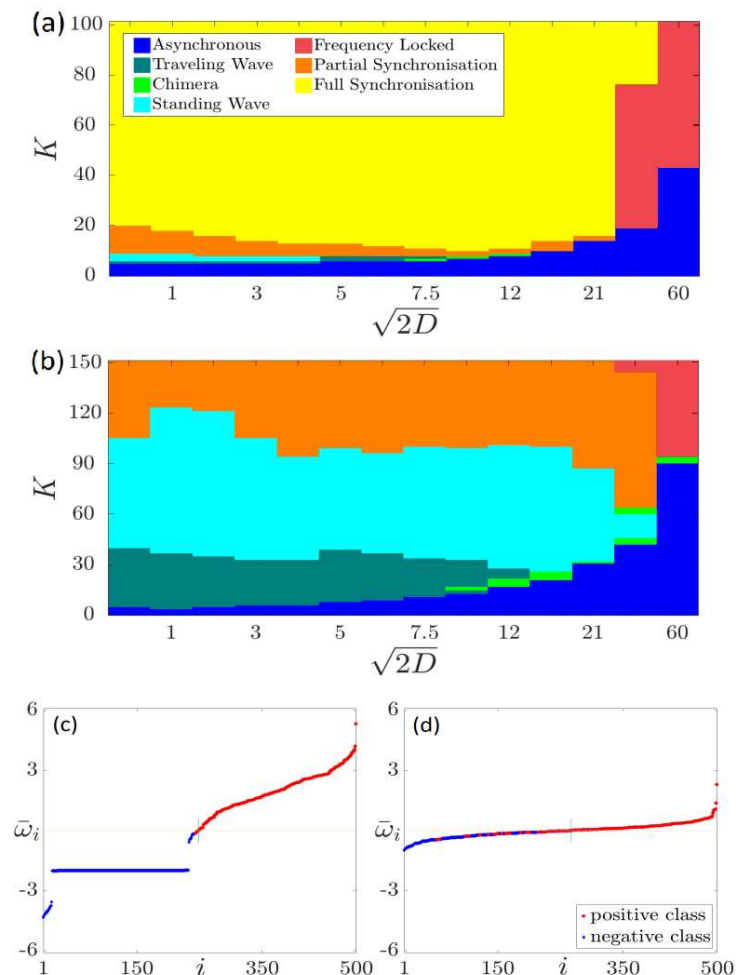 (a)
100
80
60
40
20
0
K
Asynchronous
Traveling Wave
Chimera
Standing Wave
Frequency Locked
Partial Synchronisation
Full Synchronisation
1 3 5 7.5 12 21 60
√2D
(b)
150
120
90
60
30
0
K
1 3 5 7.5 12 21 60
√2D
(c)
6
3
ω̄ᵢ
-3
-6
1 150 i 350 500
(d)
6
3
ω̄ᵢ
-3
-6
positive class
negative class
1 150 i 350 500